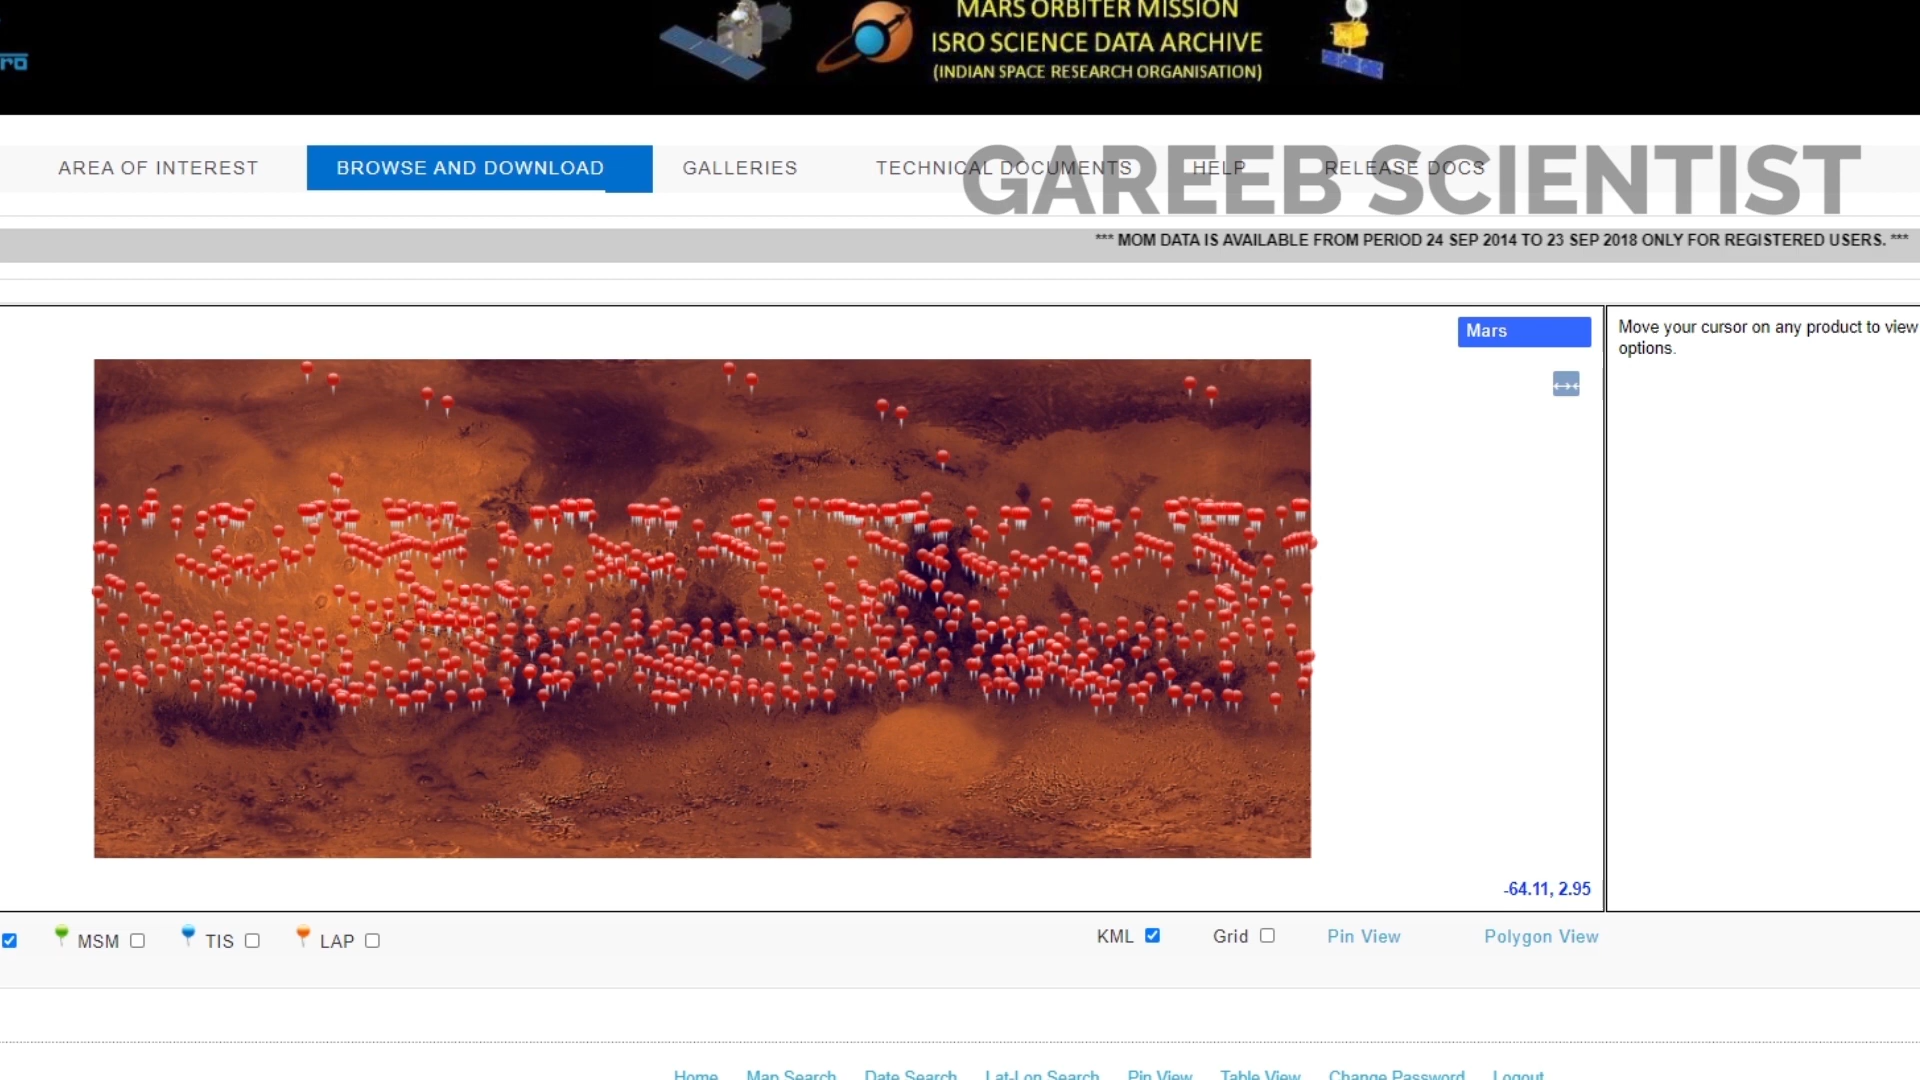 MARS ORBITER MISSION
ISRO SCIENCE DATA ARCHIVE
(INDIAN SPACE RESEARCH ORGANISATION)
AREA OF INTEREST
BROWSE AND DOWNLOAD
GALLERIES
TECHNICAL DOCUMENTS
HELP
RELEASE DOCS
GAREEB SCIENTIST
*** MOM DATA IS AVAILABLE FROM PERIOD 24 SEP 2014 TO 23 SEP 2018 ONLY FOR REGISTERED USERS. ***
Mars
Move your cursor on any product to view
options.
-64.11, 2.95
MSM
TIS
LAP
KML
Grid
Pin View
Polygon View
Home
Map Search
Date Search
Lat-Lon Search
Pin View
Table View
Change Password
Logout